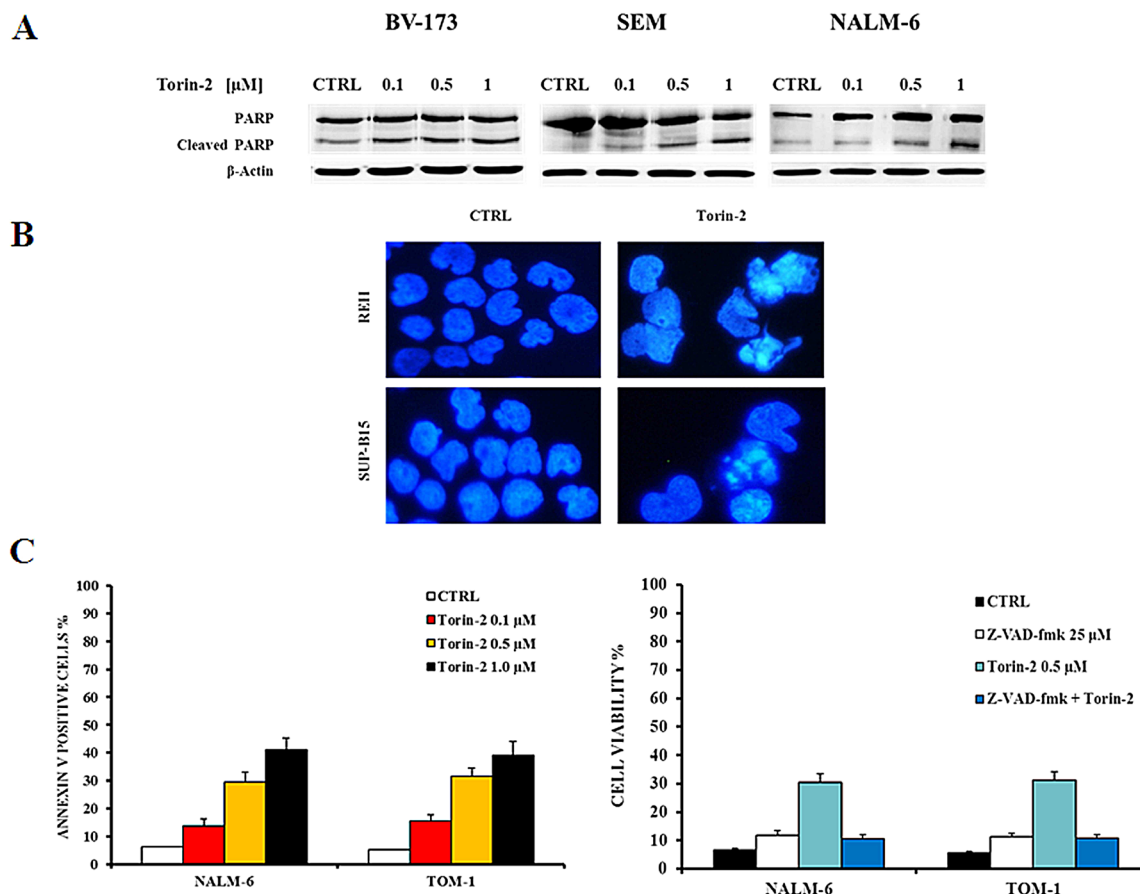 A
BV-173 SEM NALM-6
Torin-2 [µM] CTRL 0.1 0.5 1 CTRL 0.1 0.5 1 CTRL 0.1 0.5 1
PARP
Cleaved PARP
β-Actin
B
CTRL Torin-2
REH
SUP-B15
C
ANNEXIN V POSITIVE CELLS %
100
90
80
70
60
50
40
30
20
10
0
CTRL
Torin-2 0.1 µM
Torin-2 0.5 µM
Torin-2 1.0 µM
NALM-6 TOM-1
CELL VIABILITY %
100
90
80
70
60
50
40
30
20
10
0
CTRL
Z-VAD-fmk 25 µM
Torin-2 0.5 µM
Z-VAD-fmk + Torin-2
NALM-6 TOM-1